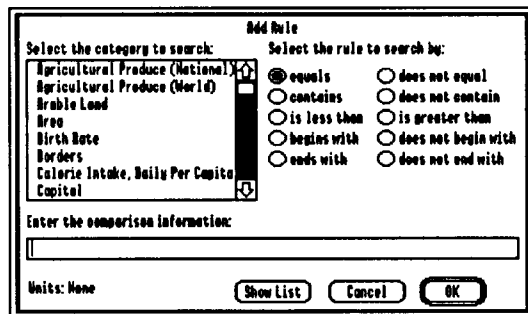 Add Rule
Select the category to search:
Agricultural Produce (National)
Agricultural Produce (World)
Arable Land
Area
Birth Rate
Borders
Calorie Intake, Daily Per Capita
Capital
Select the rule to search by:
equals
does not equal
contains
does not contain
is less than
is greater than
begins with
does not begin with
ends with
does not end with
Enter the comparison information:
Units: None
Show List
Cancel
OK